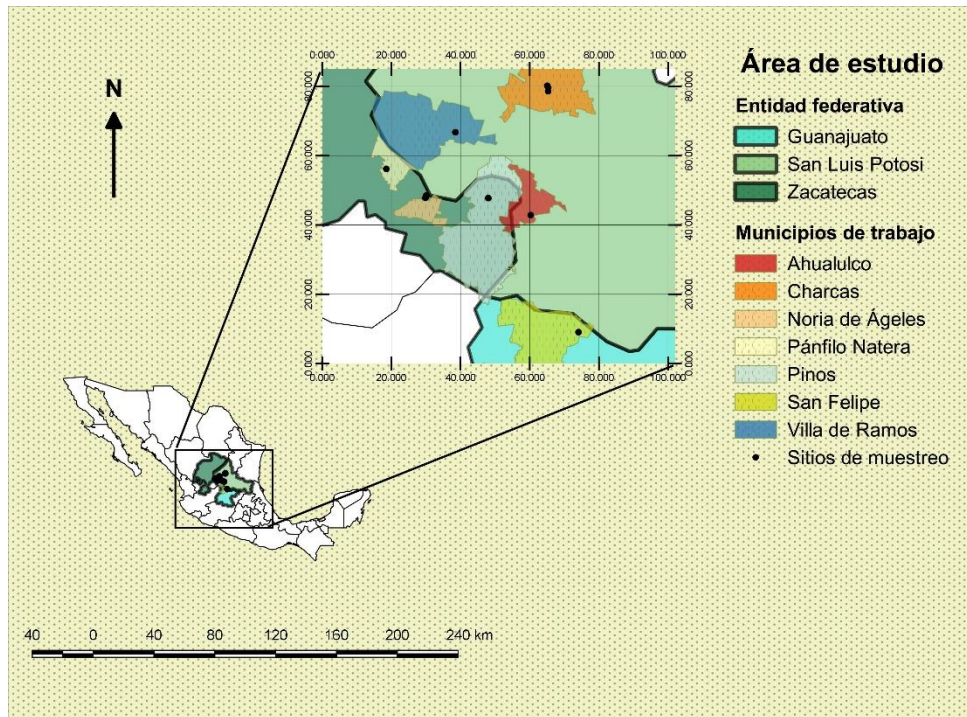 0.000 20.000 40.000 60.000 80.000 100.000
80.000 80.000
60.000 60.000
40.000 40.000
20.000 20.000
0.000 0.000
0.000 20.000 40.000 60.000 80.000 100.000
N
Área de estudio
Entidad federativa
Guanajuato
San Luis Potosi
Zacatecas
Municipios de trabajo
Ahualulco
Charcas
Noria de Ágeles
Pánfilo Natera
Pinos
San Felipe
Villa de Ramos
Sitios de muestreo
40 0 40 80 120 160 200 240 km